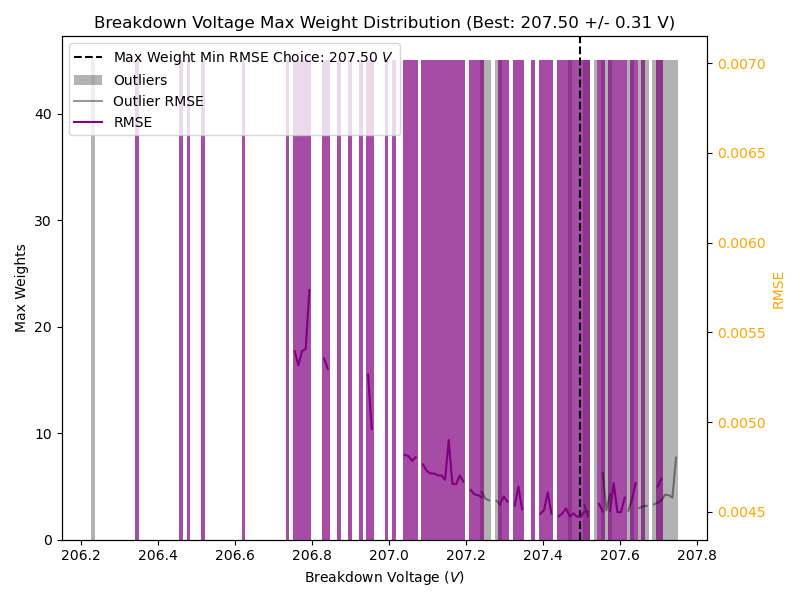 Breakdown Voltage Max Weight Distribution (Best: 207.50 +/- 0.31 V)
Max Weight Min RMSE Choice: 207.50 V
Outliers
Outlier RMSE
RMSE
Max Weights
40
30
20
10
0
0.0070
0.0065
0.0060
0.0055
0.0050
0.0045
RMSE
206.2 206.4 206.6 206.8 207.0 207.2 207.4 207.6 207.8
Breakdown Voltage (V)